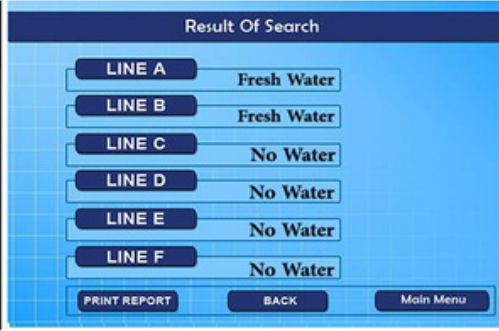 Result Of Search
LINE A
Fresh Water
LINE B
Fresh Water
LINE C
No Water
LINE D
No Water
LINE E
No Water
LINE F
No Water
PRINT REPORT BACK Main Menu